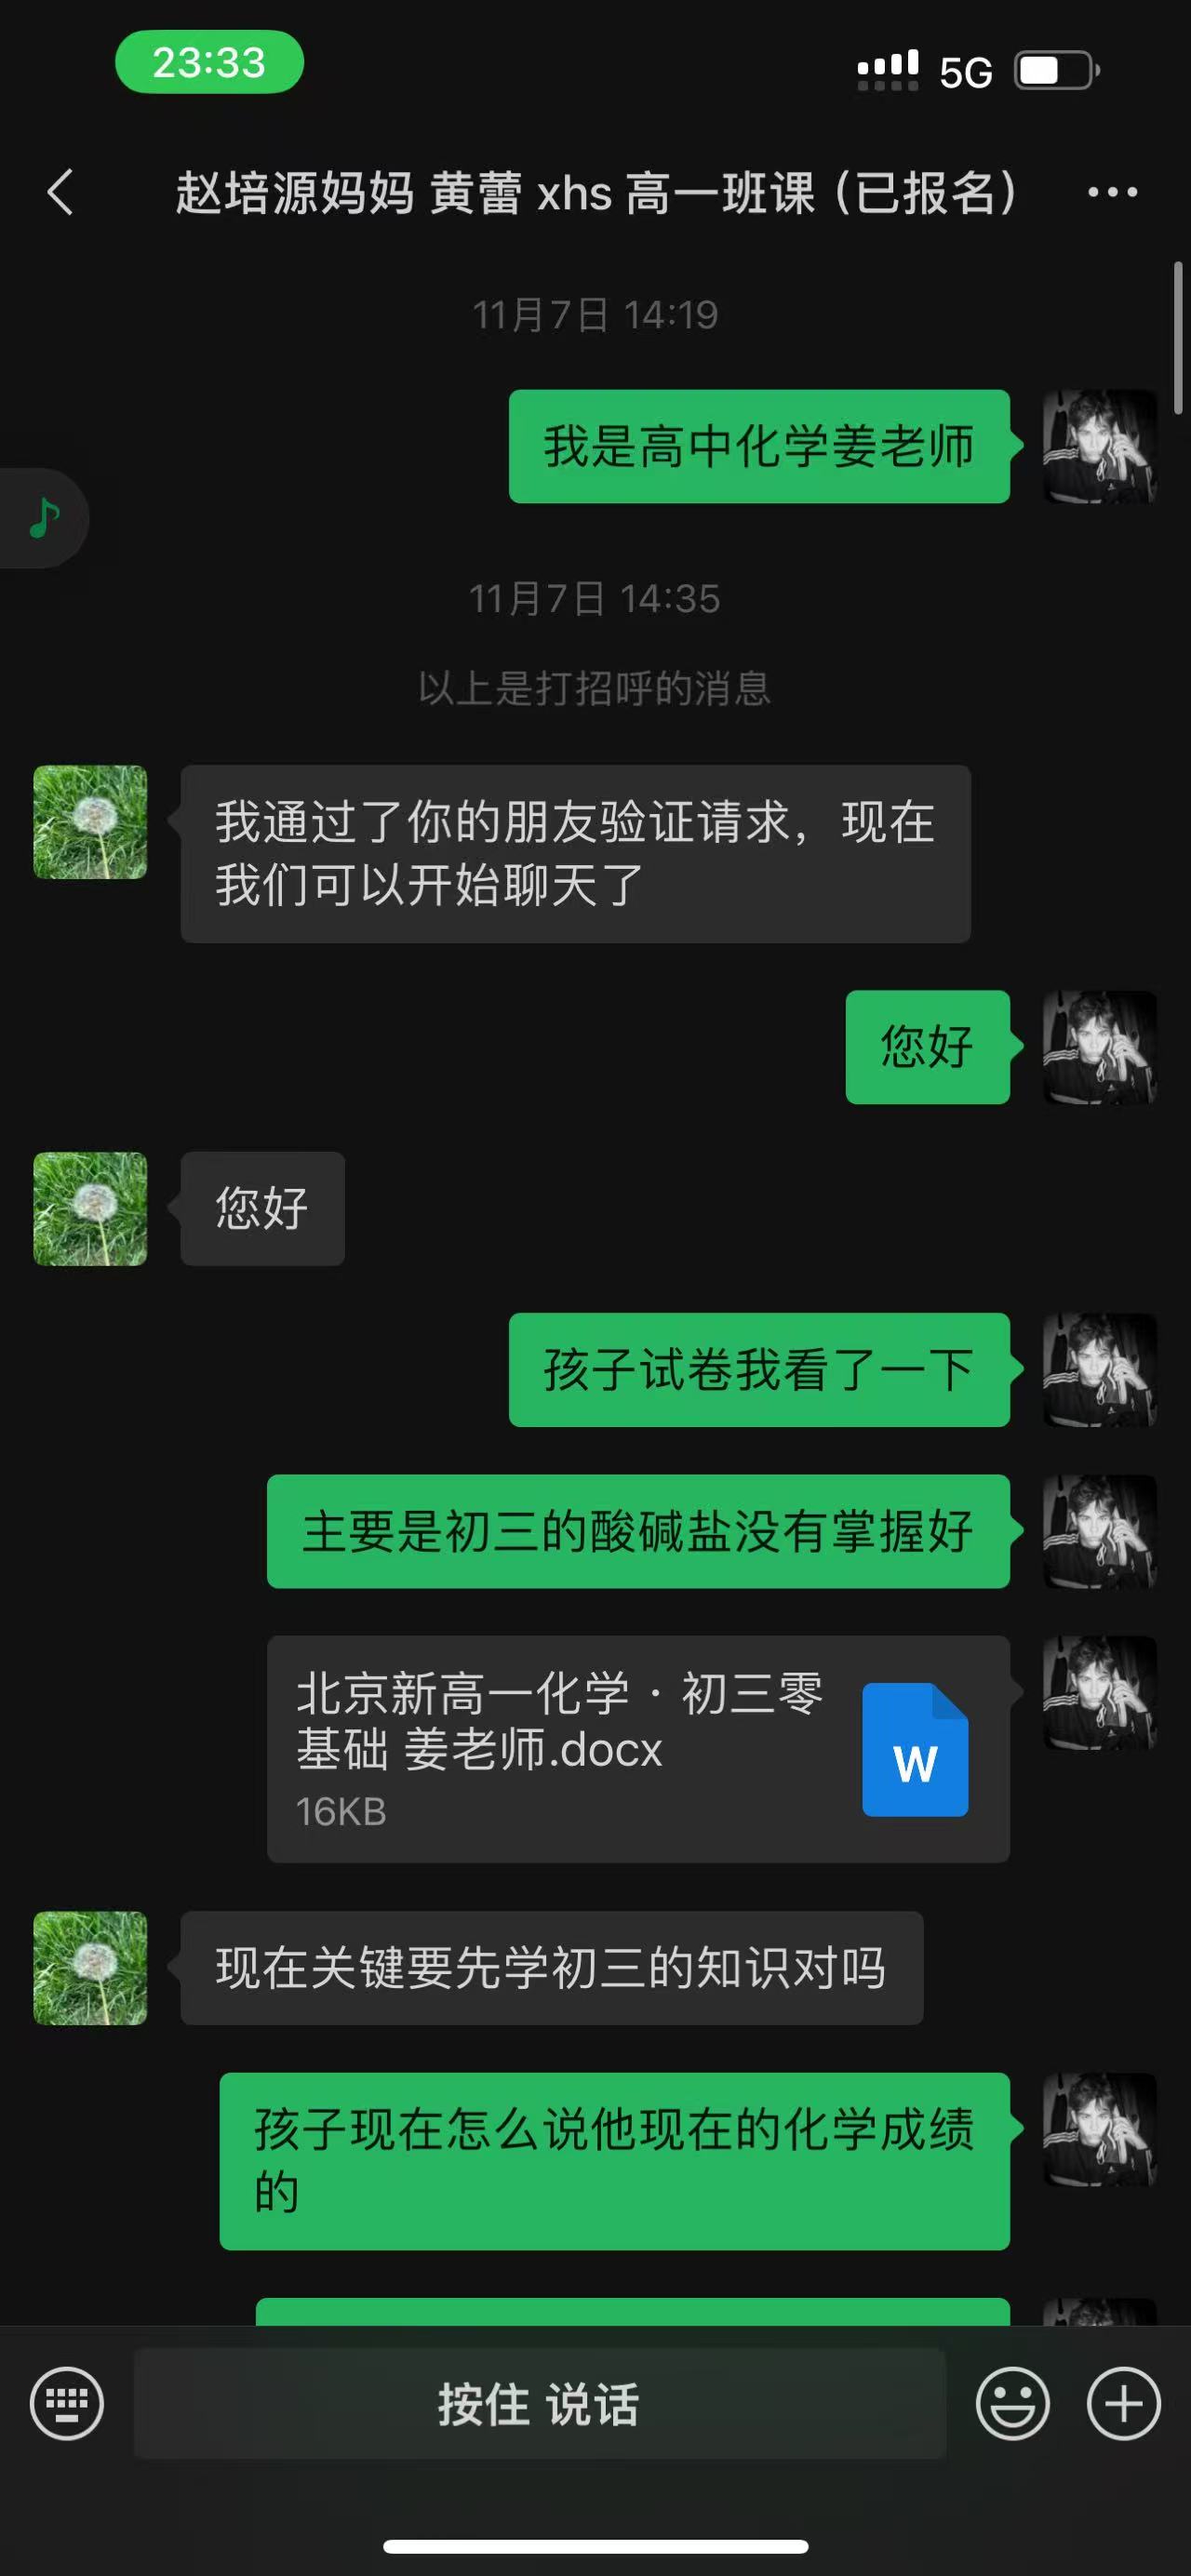 23:33
5G
赵培源妈妈 黄蕾 xhs 高一班课（已报名）
11月7日 14:19
我是高中化学姜老师
11月7日 14:35
以上是打招呼的消息
我通过了你的朋友验证请求，现在
我们可以开始聊天了
您好
您好
孩子试卷我看了一下
主要是初三的酸碱盐没有掌握好
北京新高一化学 · 初三零
基础 姜老师.docx
16KB
W
现在关键要先学初三的知识对吗
孩子现在怎么说他现在的化学成绩
的
按住 说话